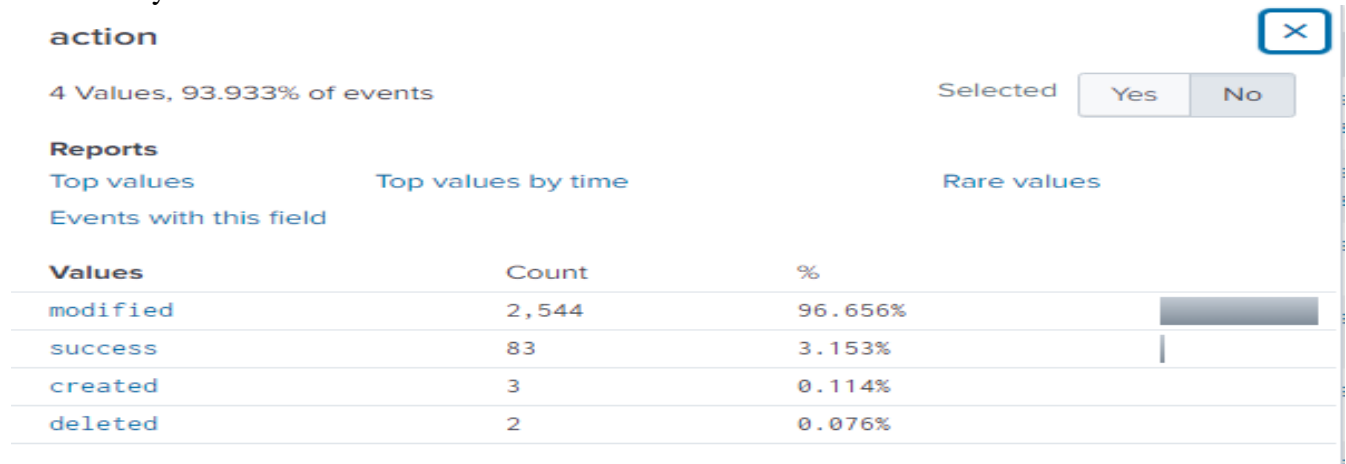 action
4 Values, 93.933% of events Selected Yes No
Reports
Top values Top values by time Rare values
Events with this field
Values Count %
modified 2,544 96.656%
success 83 3.153%
created 3 0.114%
deleted 2 0.076%